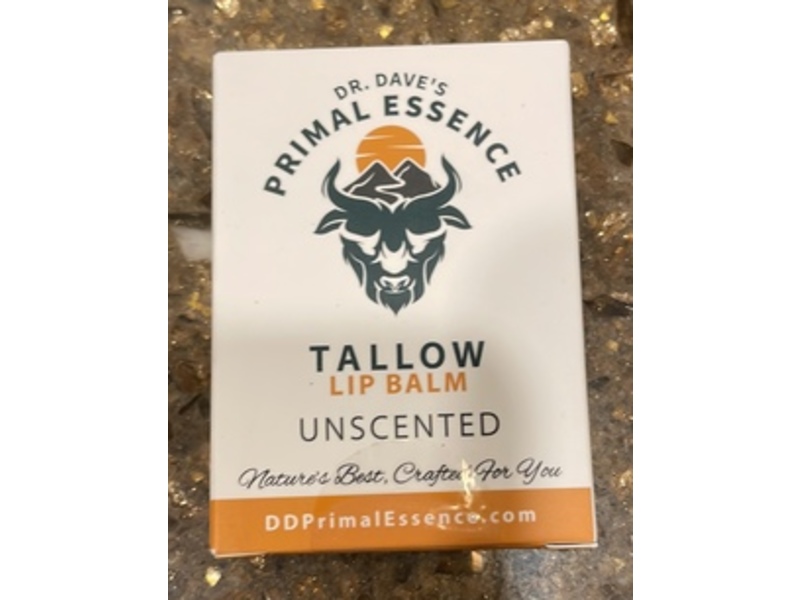 DR. DAVE'S
PRIMAL ESSENCE
TALLOW
LIP BALM
UNSCENTED
Nature's Best, Crafted For You
DDPrimalEssence.com